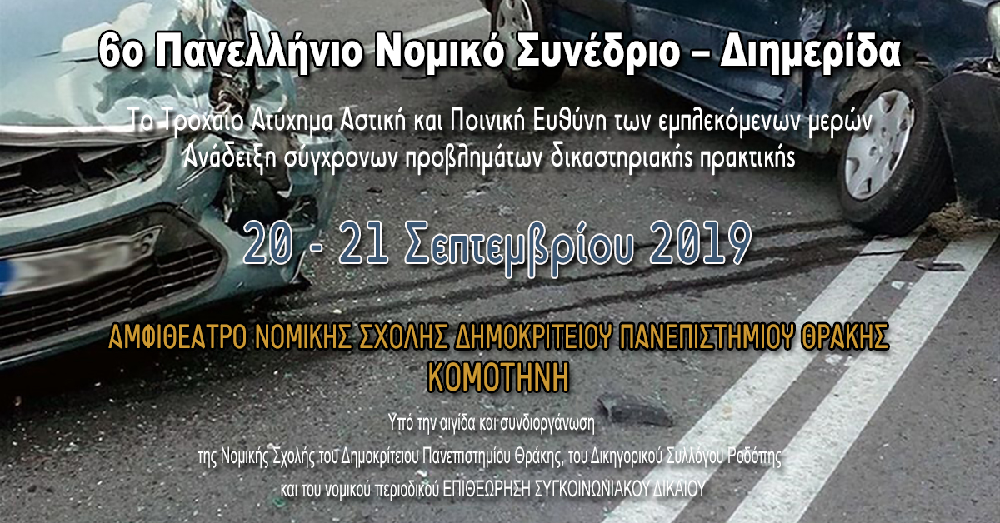 6ο Πανελλήνιο Νομικό Συνέδριο – Διημερίδα
Το Τροχαίο Ατύχημα Αστική και Ποινική Ευθύνη των εμπλεκόμενων μερών
Ανάδειξη σύγχρονων προβλημάτων δικαστηριακής πρακτικής
20 - 21 Σεπτεμβρίου 2019
ΑΜΦΙΘΕΑΤΡΟ ΝΟΜΙΚΗΣ ΣΧΟΛΗΣ ΔΗΜΟΚΡΙΤΕΙΟΥ ΠΑΝΕΠΙΣΤΗΜΙΟΥ ΘΡΑΚΗΣ
ΚΟΜΟΤΗΝΗ
Υπό την αιγίδα και συνδιοργάνωση
της Νομικής Σχολής του Δημοκρίτειου Πανεπιστημίου Θράκης, του Δικηγορικού Συλλόγου Ροδόπης
και του νομικού περιοδικού ΕΠΙΘΕΩΡΗΣΗ ΣΥΓΚΟΙΝΩΝΙΑΚΟΥ ΔΙΚΑΙΟΥ